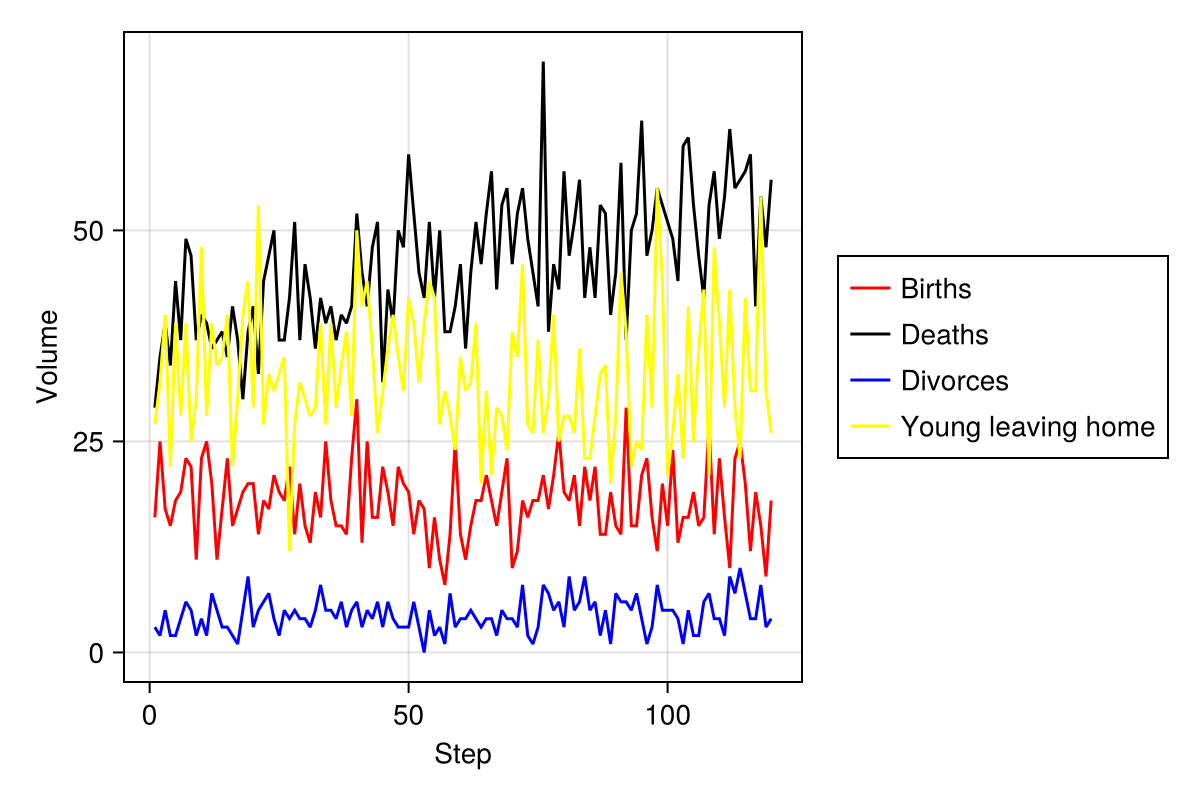 Volume
50
25
0
0
50
100
Step
Births
Deaths
Divorces
Young leaving home